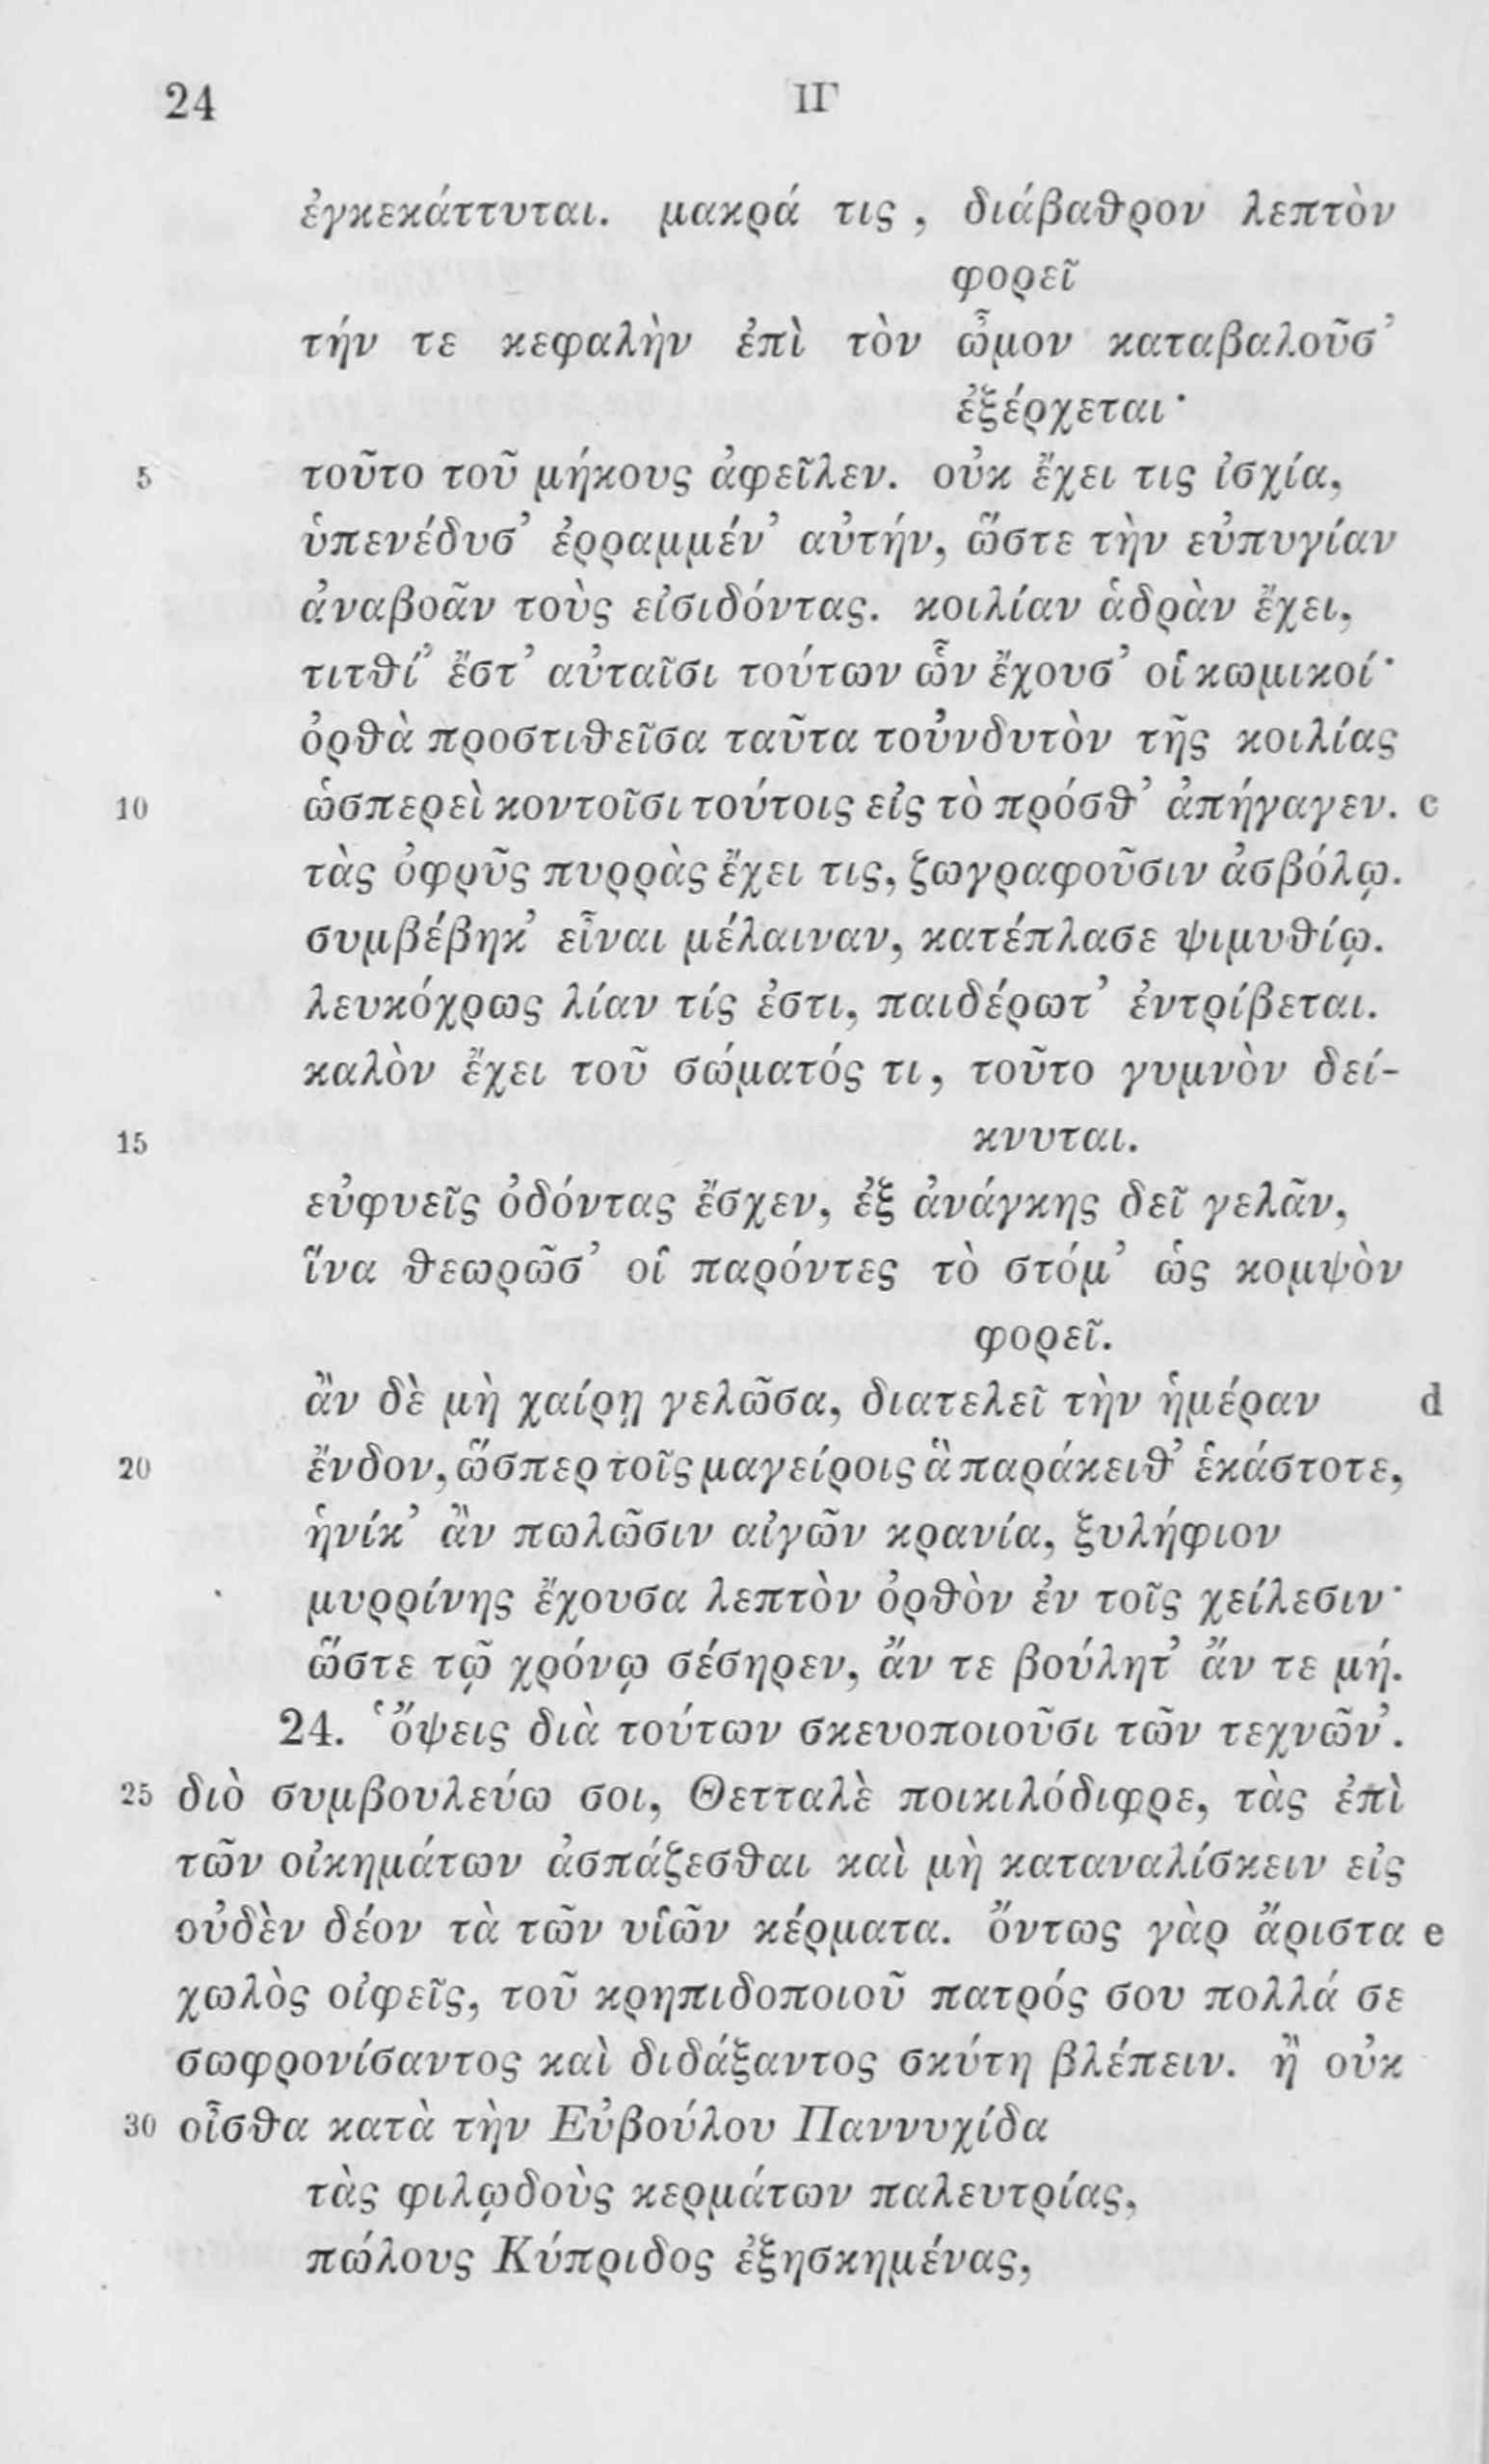 24 ΙΓ
ἐγκεκάττυται. μακρά τις, διάβαθρον λεπτὸν
φορεῖ
τήν τε κεφαλὴν ἐπὶ τὸν ὦμον καταβαλοῦσ’
ἐξέρχεται·
5 τοῦτο τοῦ μήκους ἀφεῖλεν. οὐκ ἔχει τις ἰσχία,
ὑπενέδυσ’ ἐρραμμέν’ αὐτήν, ὥστε τὴν εὐπυγίαν
ἀναβοᾶν τοὺς εἰσιδόντας. κοιλίαν ἁδρὰν ἔχει,
τιτθί’ ἔστ’ αὐταῖσι τούτων ὧν ἔχουσ’ οἱ κωμικοί·
ὀρθὰ προστιθεῖσα ταῦτα τοὔνδυτὸν τῆς κοιλίας
10 ὡσπερεὶ κοντοῖσι τούτοις εἰς τὸ πρόσθ’ ἀπήγαγεν. c
τὰς ὀφρῦς πυρρὰς ἔχει τις, ζωγραφοῦσιν ἀσβόλῳ.
συμβέβηκ’ εἶναι μέλαιναν, κατέπλασε ψιμυθίῳ.
λευκόχρως λίαν τίς ἐστι, παιδέρωτ’ ἐντρίβεται.
καλὸν ἔχει τοῦ σώματός τι, τοῦτο γυμνὸν δεί-
15 κνυται.
εὐφυεῖς ὀδόντας ἔσχεν, ἐξ ἀνάγκης δεῖ γελᾶν,
ἵνα θεωρῶσ’ οἱ παρόντες τὸ στόμ’ ὡς κομψὸν
φορεῖ.
ἂν δὲ μὴ χαίρῃ γελῶσα, διατελεῖ τὴν ἡμέραν d
20 ἔνδον, ὥσπερ τοῖς μαγείροις ἃ παράκειθ’ ἑκάστοτε,
ἡνίκ’ ἂν πωλῶσιν αἰγῶν κρανία, ξυλήφιον
μυρρίνης ἔχουσα λεπτὸν ὀρθὸν ἐν τοῖς χείλεσιν·
ὥστε τῷ χρόνῳ σέσηρεν, ἄν τε βούλητ’ ἄν τε μή.
24. ‘ὄψεις διὰ τούτων σκευοποιοῦσι τῶν τεχνῶν’.
25 διὸ συμβουλεύω σοι, Θετταλὲ ποικιλόδιφρε, τὰς ἐπὶ
τῶν οἰκημάτων ἀσπάζεσθαι καὶ μὴ καταναλίσκειν εἰς
οὐδὲν δέον τὰ τῶν υἱῶν κέρματα. ὄντως γὰρ ἄριστα e
χωλὸς οἰφεῖς, τοῦ κρηπιδοποιοῦ πατρός σου πολλά σε
σωφρονίσαντος καὶ διδάξαντος σκύτη βλέπειν. ἢ οὐκ
30 οἶσθα κατὰ τὴν Εὐβούλου Παννυχίδα
τὰς φιλῳδοὺς κερμάτων παλευτρίας,
πώλους Κύπριδος ἐξησκημένας,